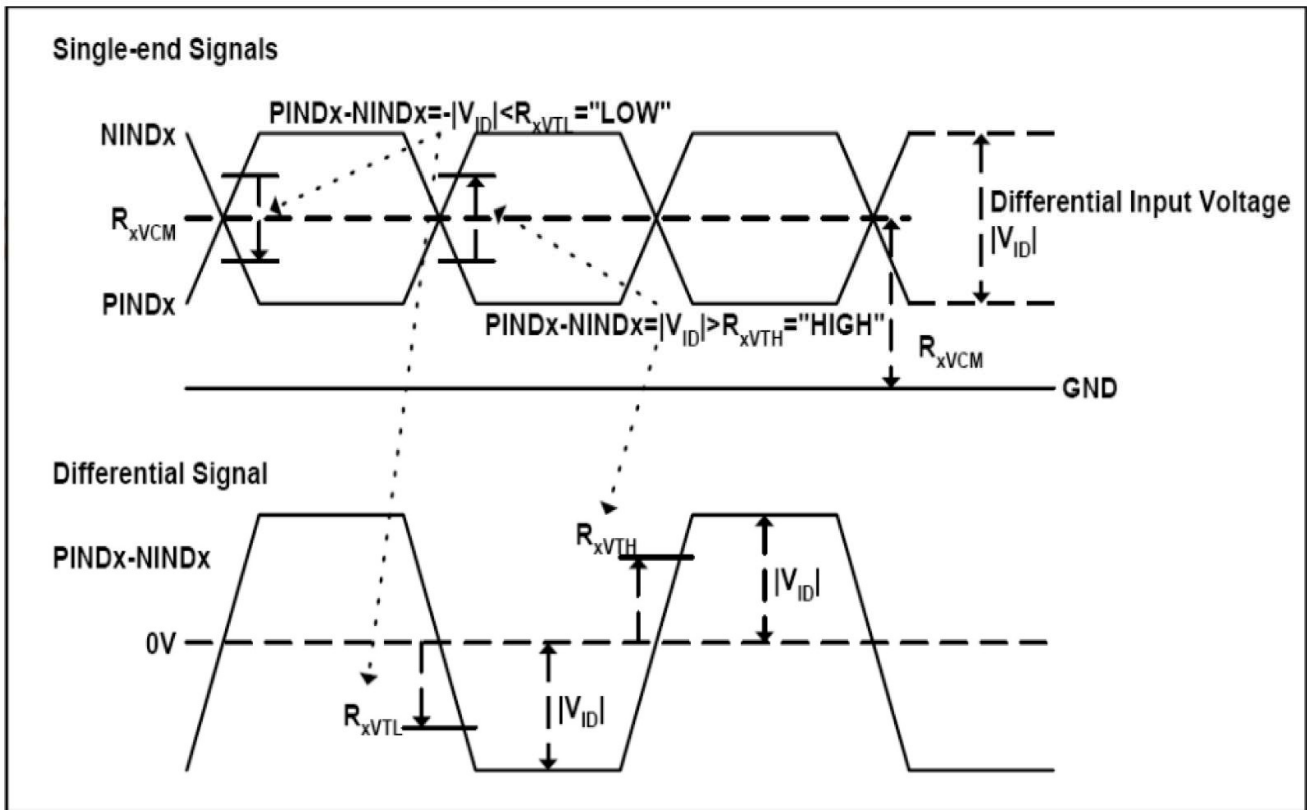 Single-end Signals
PINDx-NINDx=-|VID|<RxVTL="LOW"
NINDx
RxVCM
Differential Input Voltage
|VID|
PINDx
PINDx-NINDx=|VID|>RxVTH="HIGH"
RxVCM
GND
Differential Signal
RxVTH
PINDx-NINDx
|VID|
0V
RxVTL
|VID|